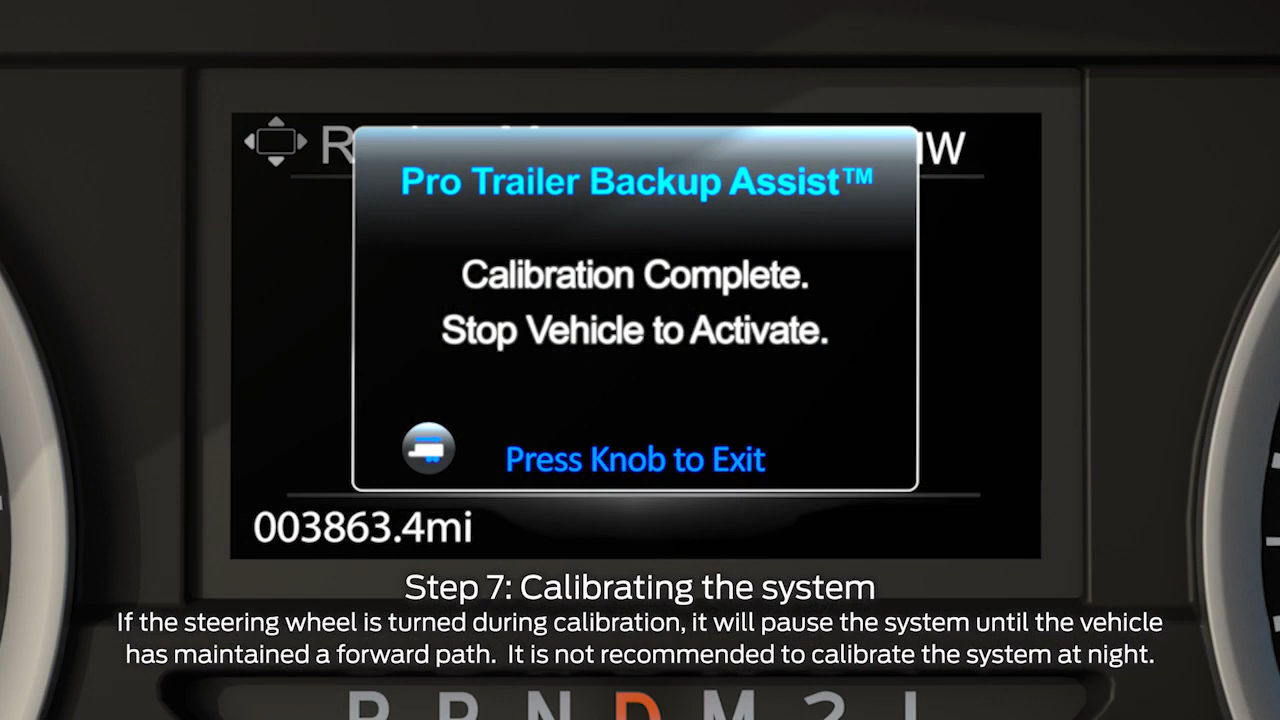 Pro Trailer Backup Assist™
Calibration Complete.
Stop Vehicle to Activate.
Press Knob to Exit
003863.4mi
Step 7: Calibrating the system
If the steering wheel is turned during calibration, it will pause the system until the vehicle
has maintained a forward path. It is not recommended to calibrate the system at night.
P R N D M 2 1